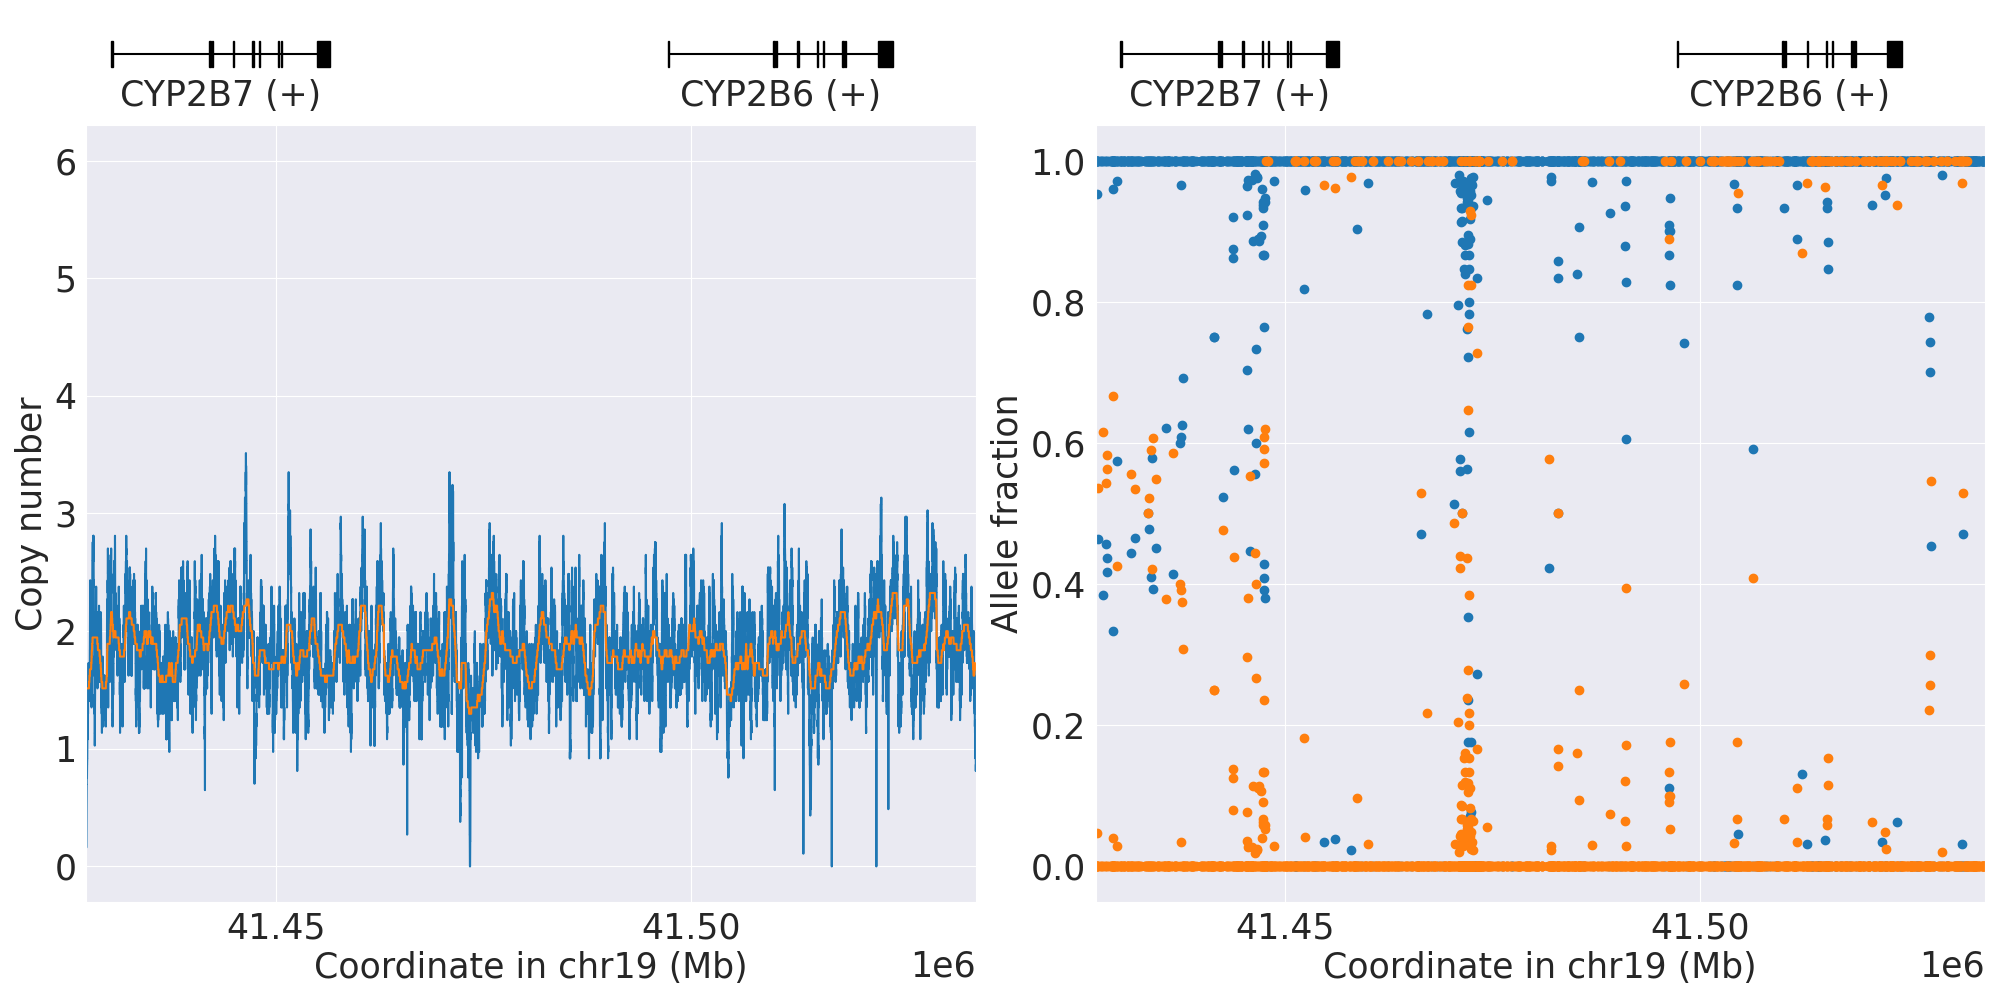 CYP2B7 (+) CYP2B6 (+)
6
5
4
3
2
1
0
Copy number
41.45 41.50
Coordinate in chr19 (Mb) 1e6
CYP2B7 (+) CYP2B6 (+)
1.0
0.8
0.6
0.4
0.2
0.0
Allele fraction
41.45 41.50
Coordinate in chr19 (Mb) 1e6